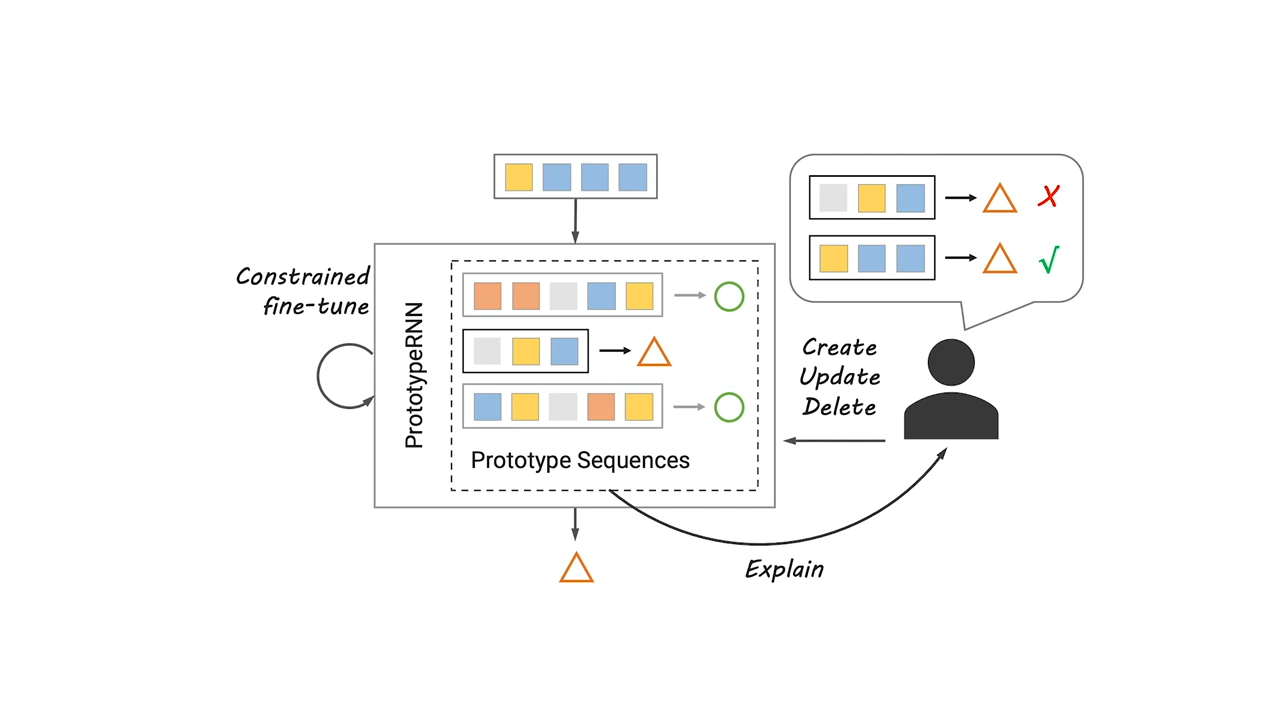 Constrained
fine-tune
PrototypeRNN
Prototype Sequences
Create
Update
Delete
Explain